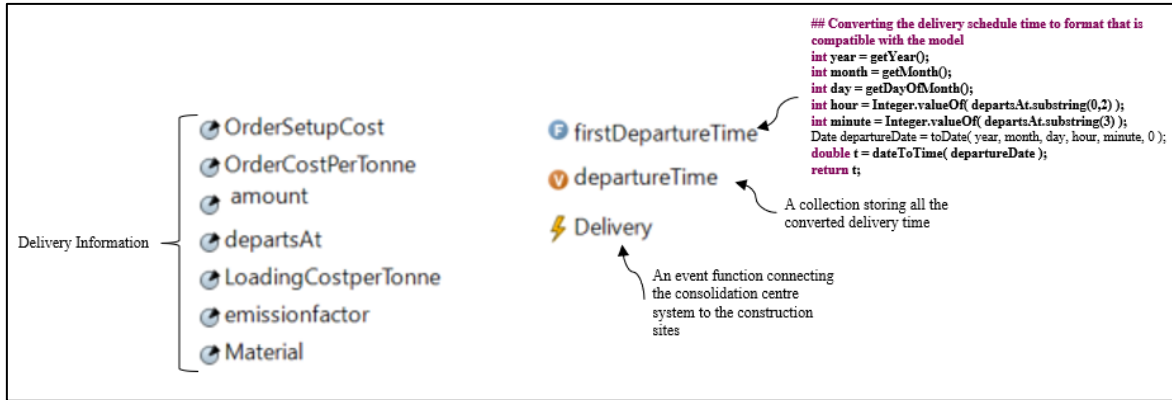 Delivery Information
OrderSetupCost
OrderCostPerTonne
amount
departsAt
LoadingCostperTonne
emissionfactor
Material
F firstDepartureTime
V departureTime
Delivery
## Converting the delivery schedule time to format that is
compatible with the model
int year = getYear();
int month = getMonth();
int day = getDayOfMonth();
int hour = Integer.valueOf( departsAt.substring(0,2) );
int minute = Integer.valueOf( departsAt.substring(3) );
Date departureDate = toDate( year, month, day, hour, minute, 0 );
double t = dateToTime( departureDate );
return t;
A collection storing all the
converted delivery time
An event function connecting
the consolidation centre
system to the construction
sites